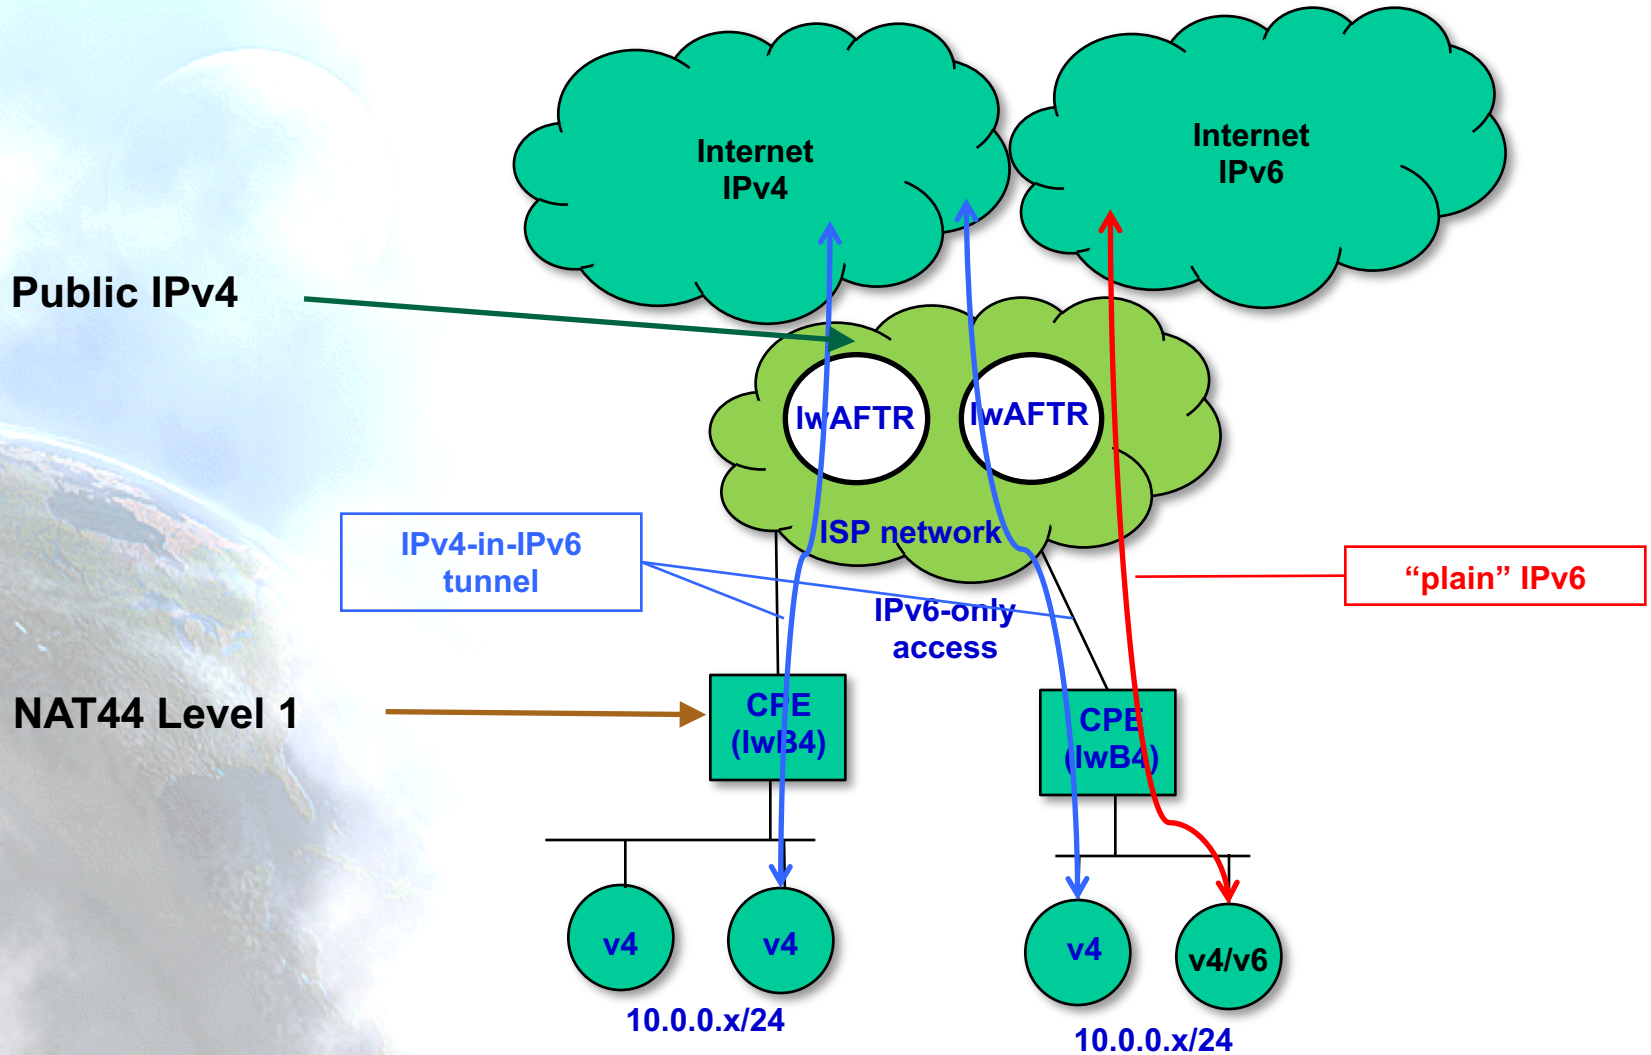 Internet
IPv4
Internet
IPv6
Public IPv4
lwAFTR
lwAFTR
ISP network
IPv4-in-IPv6
tunnel
“plain” IPv6
IPv6-only
access
NAT44 Level 1
CPE
(lwB4)
CPE
(lwB4)
v4
v4
v4
v4/v6
10.0.0.x/24
10.0.0.x/24